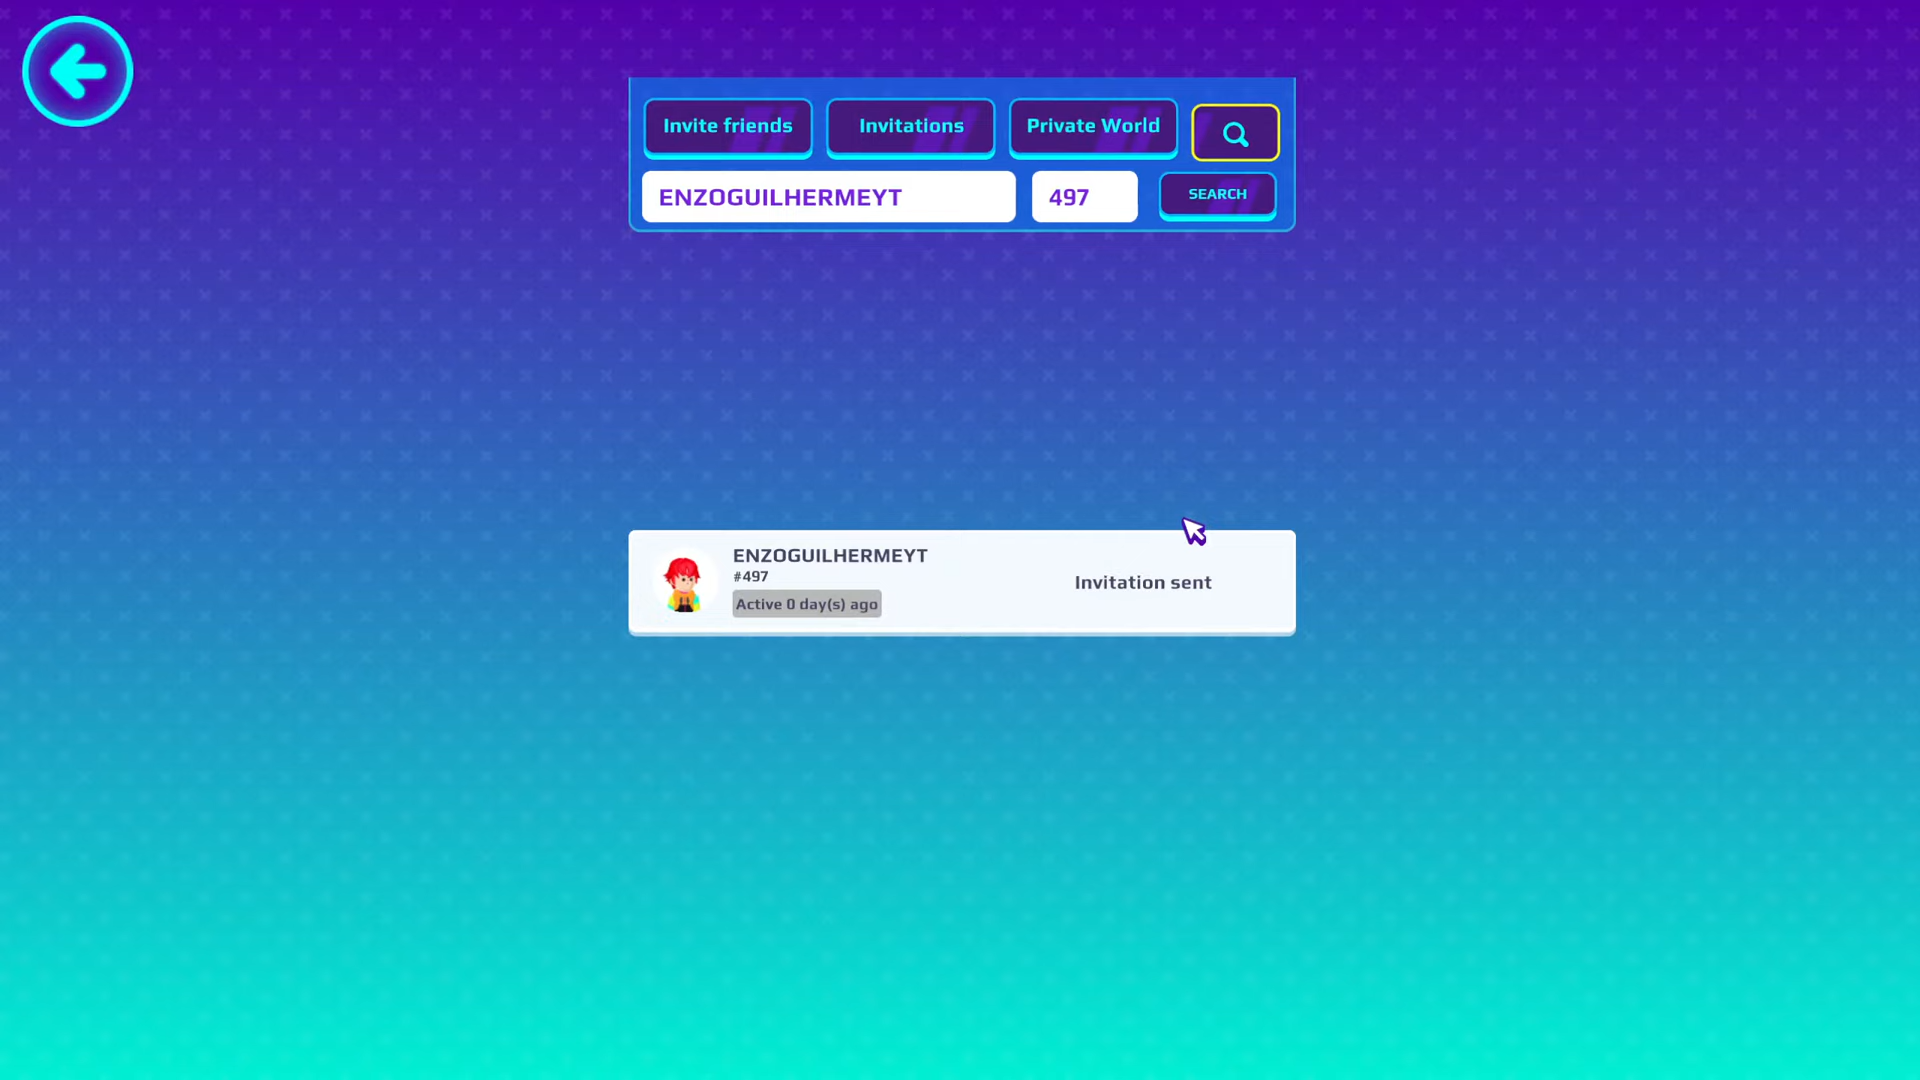 Invite friends
Invitations
Private World
ENZOGUILHERMEYT
497
SEARCH
ENZOGUILHERMEYT
#497
Active 0 day(s) ago
Invitation sent